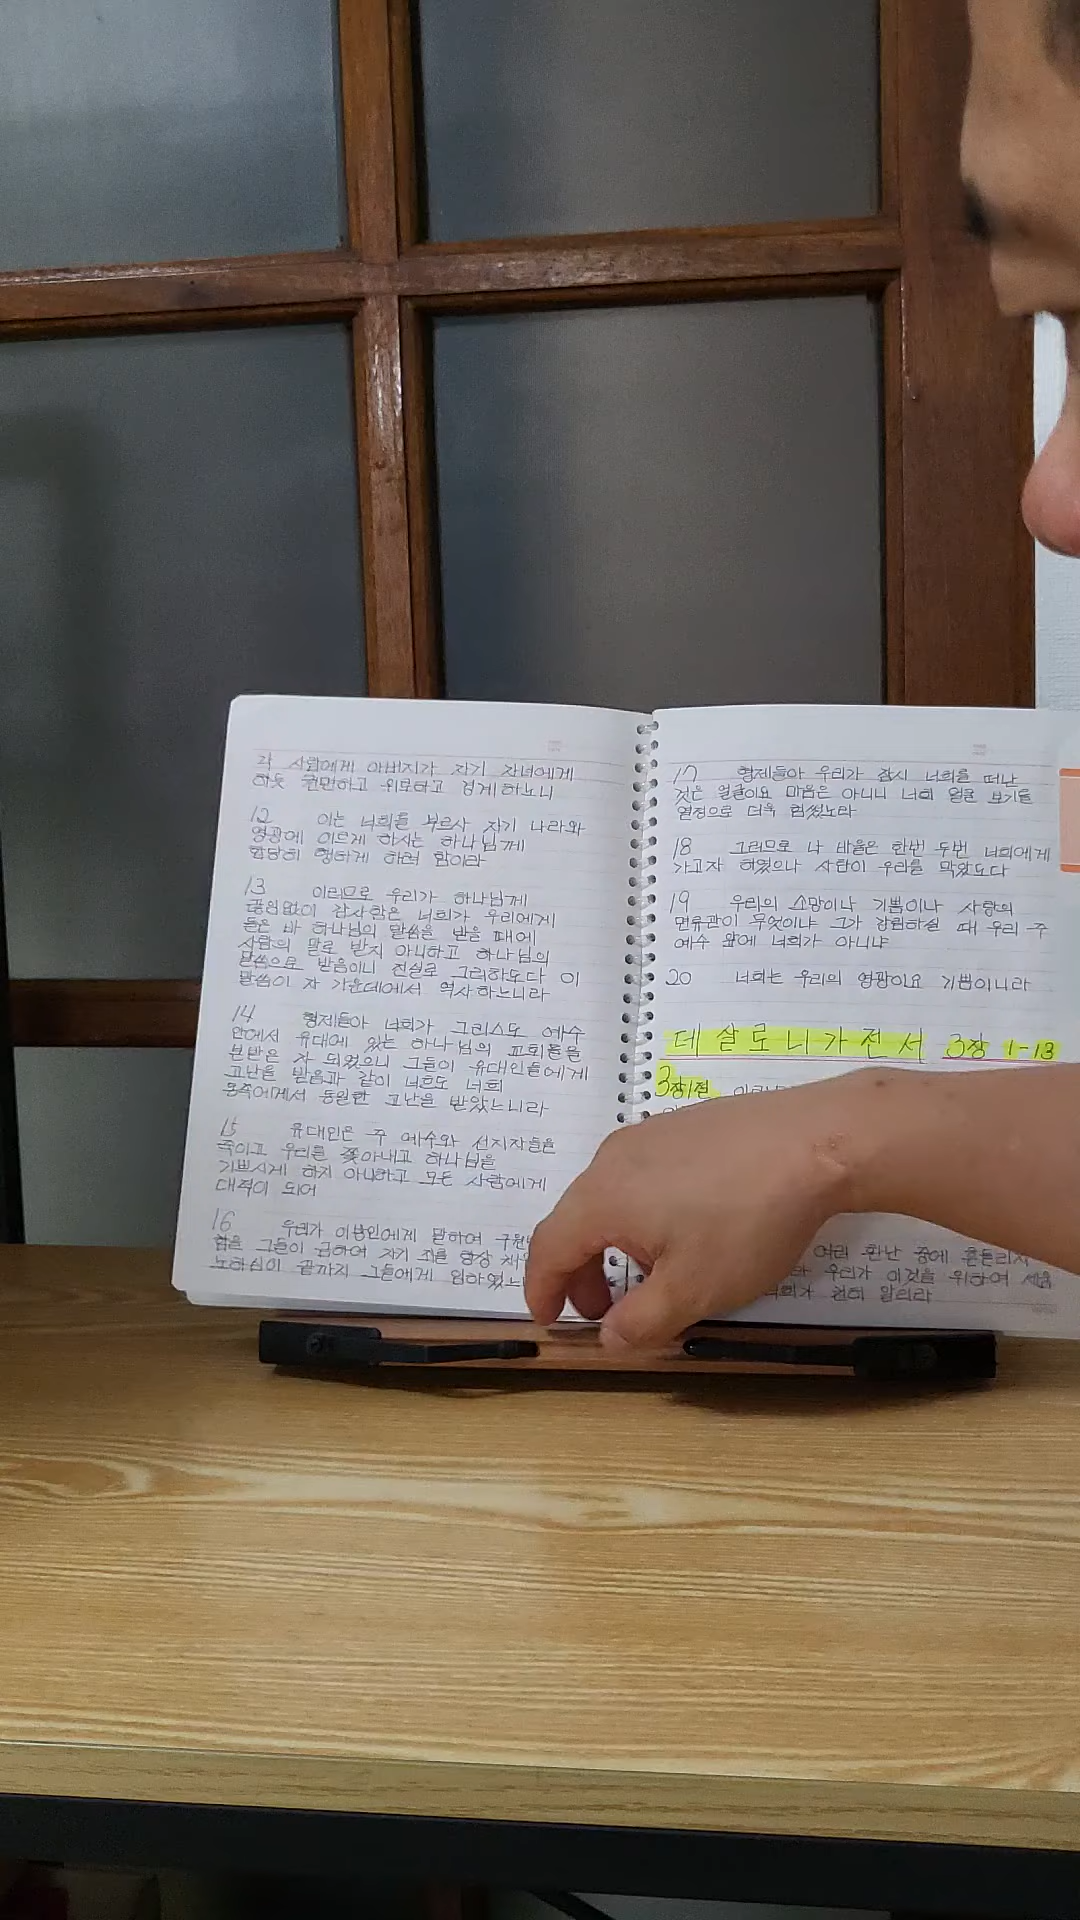 각 사람에게 아버지가 자기 자녀에게
하듯 권면하고 위로하고 경계하노니
12 이는 너희를 부르사 자기 나라와
영광에 이르게 하시는 하나님께
합당히 행하게 하려 함이라
13 이러므로 우리가 하나님께
끊임없이 감사함은 너희가 우리에게
들은 바 하나님의 말씀을 받을 때에
사람의 말로 받지 아니하고 하나님의
말씀으로 받음이니 진실로 그러하도다 이
말씀이 자 가운데에서 역사하느니라
14 형제들아 너희가 그리스도 예수
안에서 유대에 있는 하나님의 교회들을
본받은 자 되었으니 그들이 유대인들에게
고난을 받음과 같이 너희도 너희
동족에게서 동일한 고난을 받았느니라
15 유대인은 주 예수와 선지자들을
죽이고 우리를 쫓아내고 하나님을
기쁘시게 하지 아니하고 모든 사람에게
대적이 되어
16 우리가 이방인에게 말하여
함을 그들이 금하여 자기 죄를 항상
노하심이 끝까지 그들에게 임하였느니
17 형제들아 우리가 잠시 너희를 떠난
것은 얼굴이요 마음은 아니니 너희 얼굴 보기를
열정으로 더욱 힘썼노라
18 그러므로 나 바울은 한번 두번 너희에게
가고자 하였으나 사탄이 우리를 막았도다
19 우리의 소망이나 기쁨이나 사랑의
면류관이 무엇이냐 그가 강림하실 때 우리 주
예수 앞에 너희가 아니냐
20 너희는 우리의 영광이요 기쁨이니라
데살로니가전서 3장 1-13
3장1절
여러 환난 중에 흔들리지
우리가 이것을 위하여 세움
너희가 친히 알리라